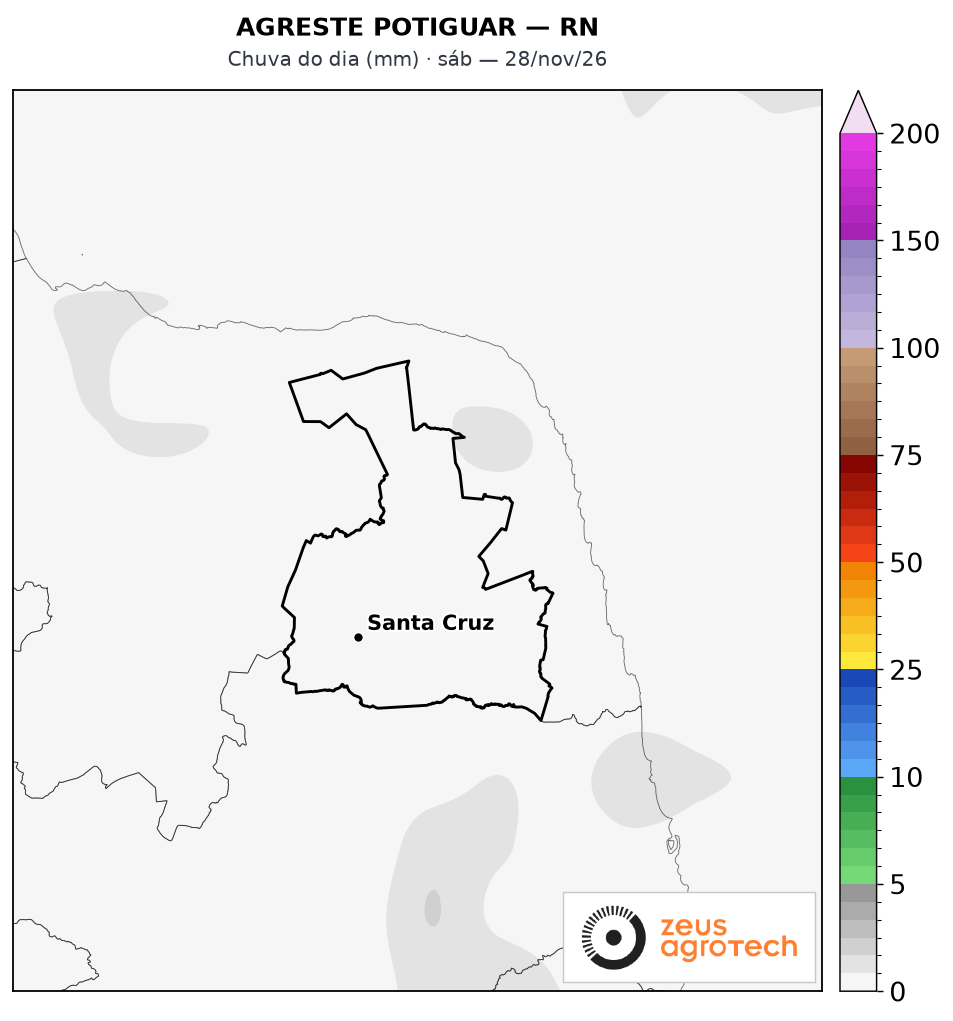 AGRESTE POTIGUAR — RN
Chuva do dia (mm) · sáb — 28/nov/26
200
150
100
75
50
25
10
5
0
Santa Cruz
zeus
agrotech